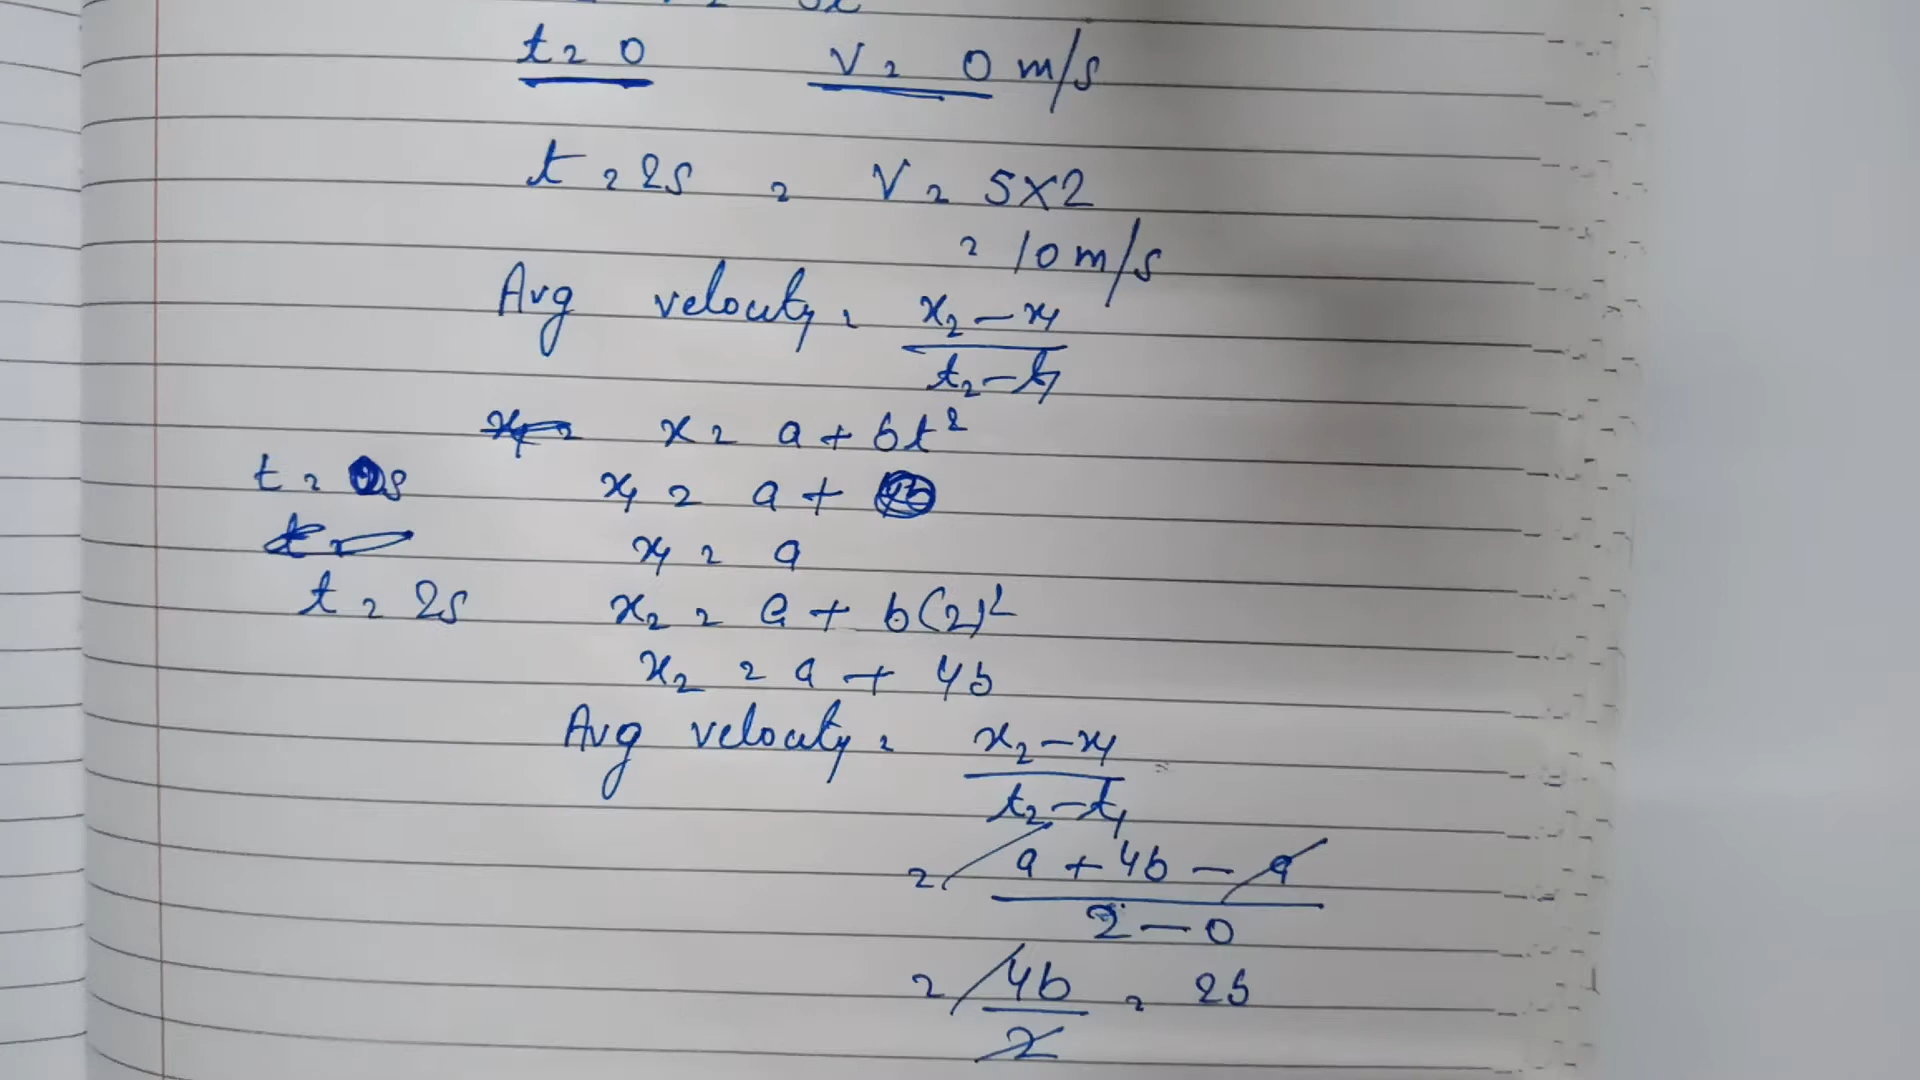 t = 0 v = 0 m/s
t = 2s = v = 5×2
= 10 m/s
Avg velocity = x₂ - x₁ / t₂ - t₁
x = a + bt²
t = 0s x₁ = a +
x₁ = a
t = 2s x₂ = a + b(2)²
x₂ = a + 4b
Avg velocity = x₂ - x₁ / t₂ - t₁
= a + 4b - a / 2 - 0
= 4b / 2 = 2b